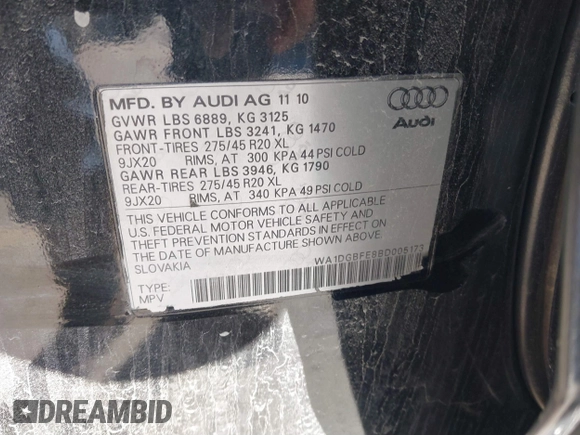 MFD. BY AUDI AG 11 10
GVWR LBS 6889, KG 3125
GAWR FRONT LBS 3241, KG 1470
FRONT-TIRES 275/45 R20 XL
9JX20 RIMS, AT 300 KPA 44 PSI COLD
GAWR REAR LBS 3946, KG 1790
REAR-TIRES 275/45 R20 XL
9JX20 RIMS, AT 340 KPA 49 PSI COLD
THIS VEHICLE CONFORMS TO ALL APPLICABLE
U.S. FEDERAL MOTOR VEHICLE SAFETY AND
THEFT PREVENTION STANDARDS IN EFFECT ON
THE DATE OF MANUFACTURE SHOWN ABOVE.
SLOVAKIA
WA1DGBFE8BD005173
TYPE:
MPV
Audi
DREAMBID